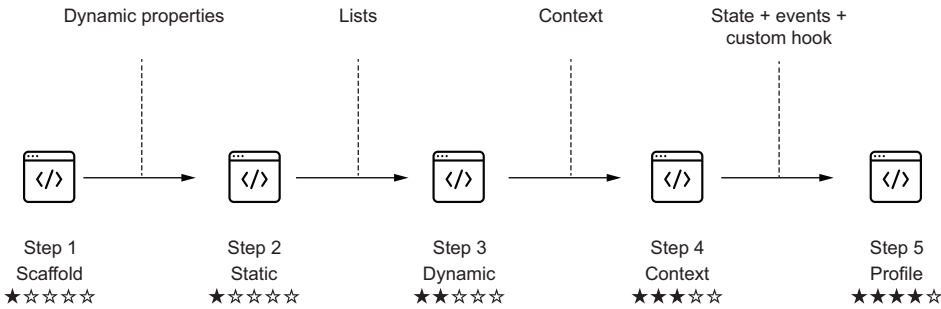 Dynamic properties
Lists
Context
State + events +
custom hook
</>
</>
</>
</>
</>
Step 1
Scaffold
★☆☆☆☆
Step 2
Static
★☆☆☆☆
Step 3
Dynamic
★★☆☆☆
Step 4
Context
★★★☆☆
Step 5
Profile
★★★★☆